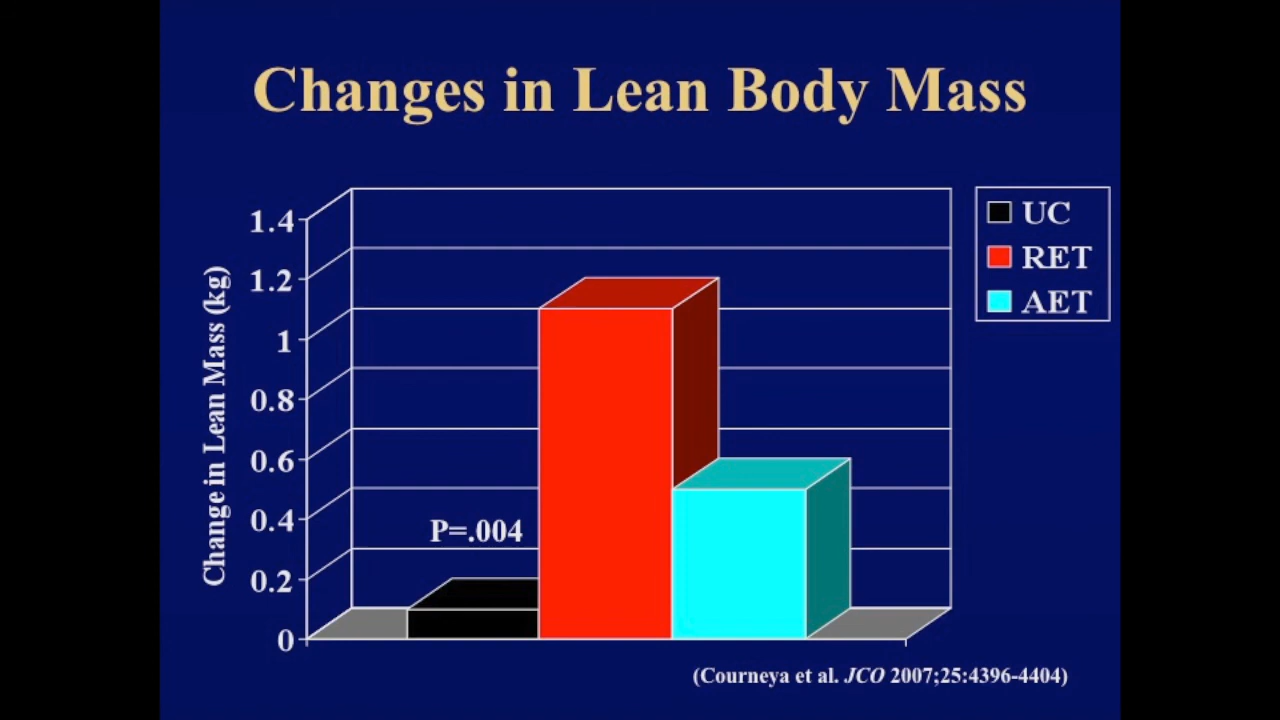 Changes in Lean Body Mass
Change in Lean Mass (kg)
1.4
1.2
1
0.8
0.6
0.4
0.2
0
P=.004
UC
RET
AET
(Courneya et al. JCO 2007;25:4396-4404)